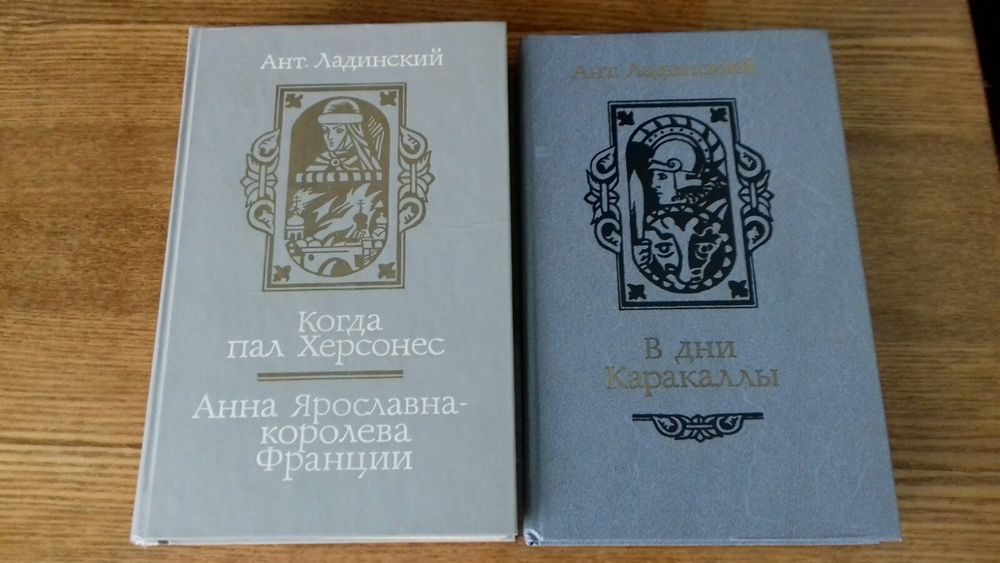 Ант. Ладинский
Когда
пал Херсонес
Анна Ярославна-
королева
Франции
Ант. Ладинский
В дни
Каракаллы